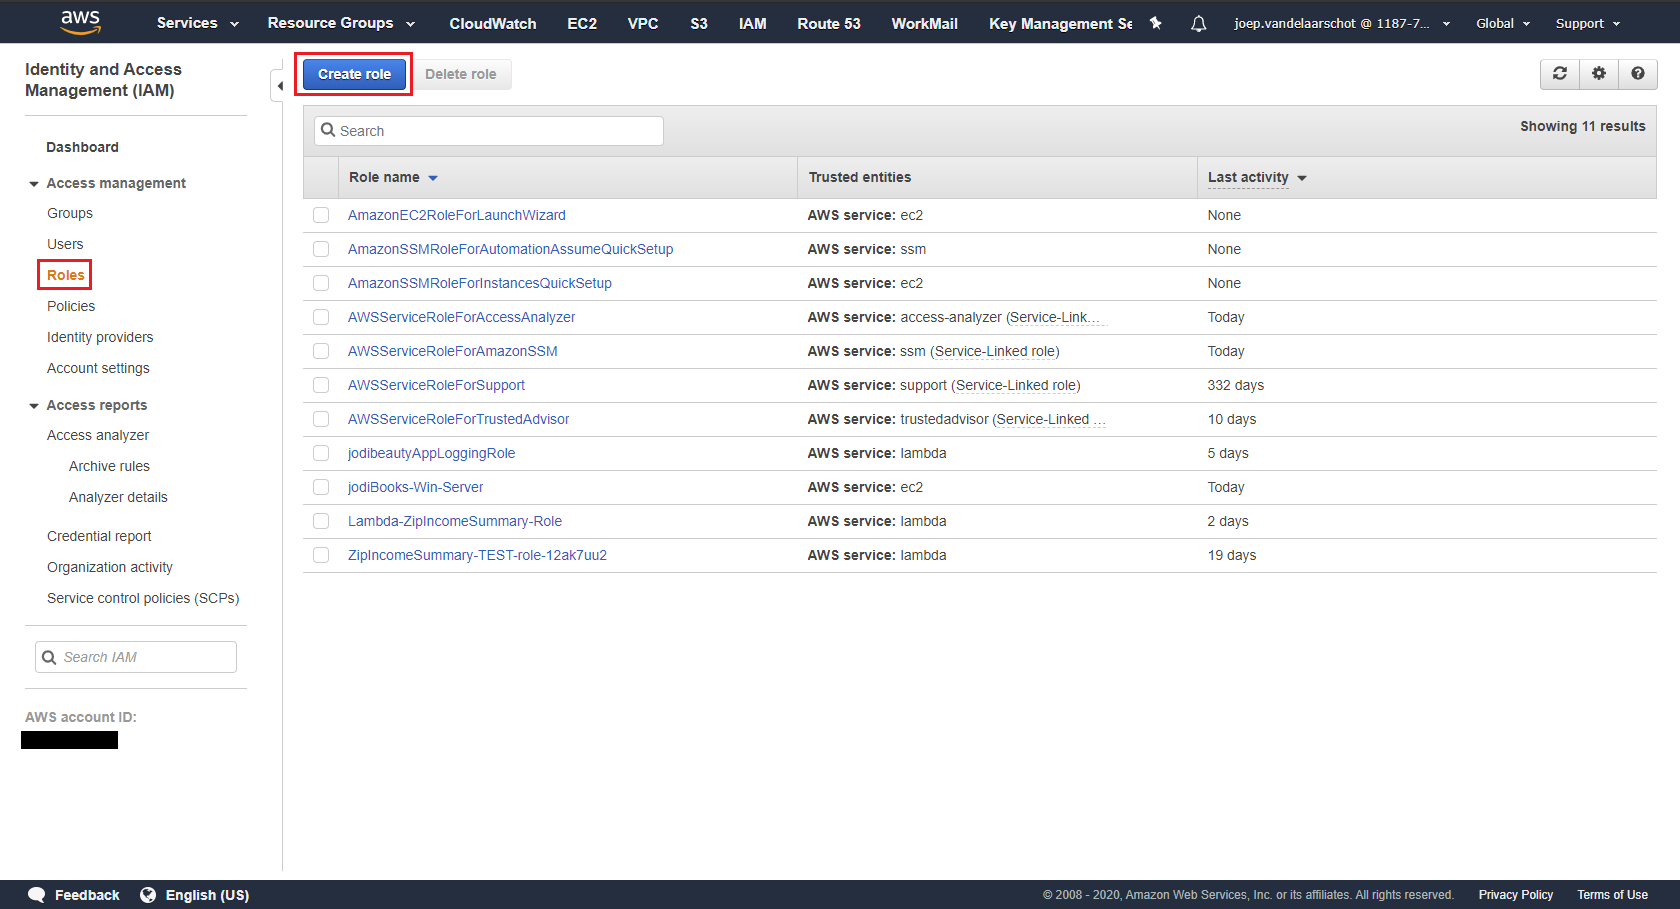 aws Services Resource Groups CloudWatch EC2 VPC S3 IAM Route 53 WorkMail Key Management Se joep.vandelaarschot @ 1187-7... Global Support
Identity and Access
Management (IAM)
Dashboard
Access management
Groups
Users
Roles
Policies
Identity providers
Account settings
Access reports
Access analyzer
Archive rules
Analyzer details
Credential report
Organization activity
Service control policies (SCPs)
Search IAM
AWS account ID:
Create role Delete role
Search
Showing 11 results
Role name Trusted entities Last activity
AmazonEC2RoleForLaunchWizard AWS service: ec2 None
AmazonSSMRoleForAutomationAssumeQuickSetup AWS service: ssm None
AmazonSSMRoleForInstancesQuickSetup AWS service: ec2 None
AWSServiceRoleForAccessAnalyzer AWS service: access-analyzer (Service-Link... Today
AWSServiceRoleForAmazonSSM AWS service: ssm (Service-Linked role) Today
AWSServiceRoleForSupport AWS service: support (Service-Linked role) 332 days
AWSServiceRoleForTrustedAdvisor AWS service: trustedadvisor (Service-Linked ... 10 days
jodibeautyAppLoggingRole AWS service: lambda 5 days
jodiBooks-Win-Server AWS service: ec2 Today
Lambda-ZipIncomeSummary-Role AWS service: lambda 2 days
ZipIncomeSummary-TEST-role-12ak7uu2 AWS service: lambda 19 days
Feedback English (US) © 2008 - 2020, Amazon Web Services, Inc. or its affiliates. All rights reserved. Privacy Policy Terms of Use